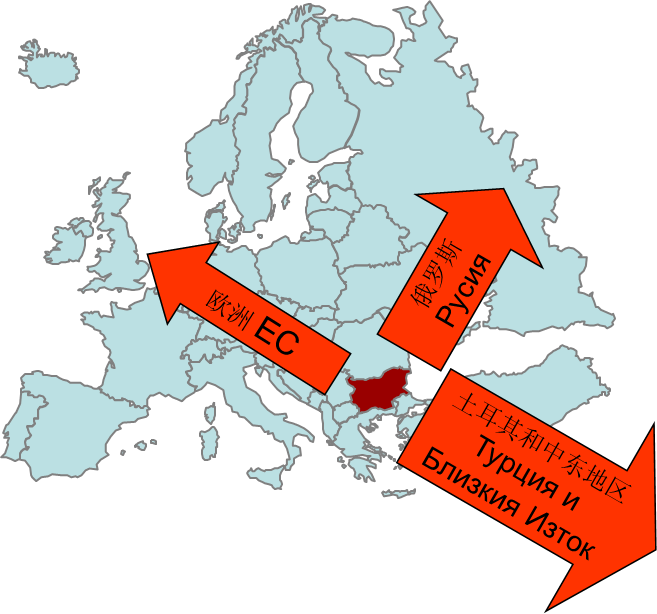 俄罗斯
Русия
欧洲 ЕС
土耳其和中东地区
Турция и
Близкия Изток